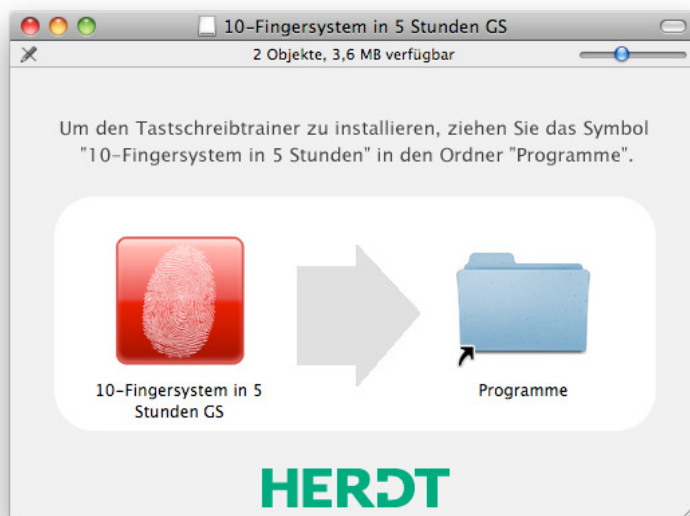 10-Fingersystem in 5 Stunden GS
2 Objekte, 3,6 MB verfügbar
Um den Tastschreibtrainer zu installieren, ziehen Sie das Symbol
"10-Fingersystem in 5 Stunden" in den Ordner "Programme".
10-Fingersystem in 5
Stunden GS
Programme
HERDT